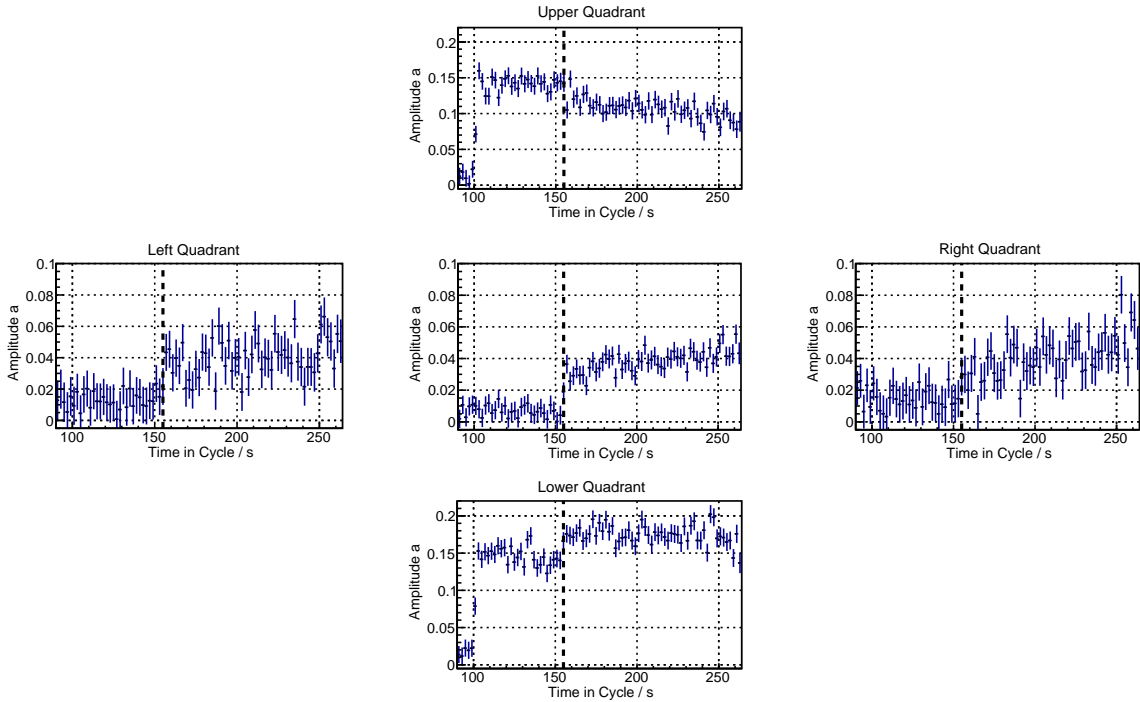 Upper Quadrant
Amplitude a
0.2
0.15
0.1
0.05
0
100 150 200 250
Time in Cycle / s
Left Quadrant
Amplitude a
0.1
0.08
0.06
0.04
0.02
0
100 150 200 250
Time in Cycle / s
Amplitude a
0.1
0.08
0.06
0.04
0.02
0
100 150 200 250
Time in Cycle / s
Right Quadrant
Amplitude a
0.1
0.08
0.06
0.04
0.02
0
100 150 200 250
Time in Cycle / s
Lower Quadrant
Amplitude a
0.2
0.15
0.1
0.05
0
100 150 200 250
Time in Cycle / s